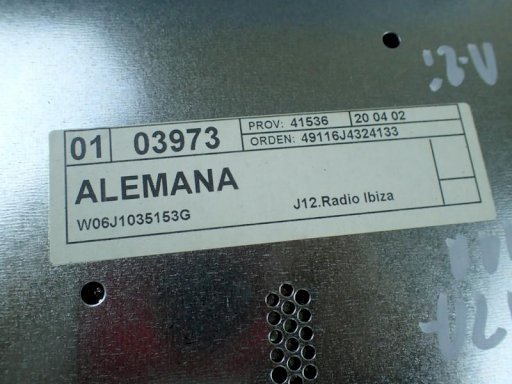 01 03973 PROV: 41536 20 04 02
ORDEN: 49116J4324133
ALEMANA
W06J1035153G J12.Radio Ibiza